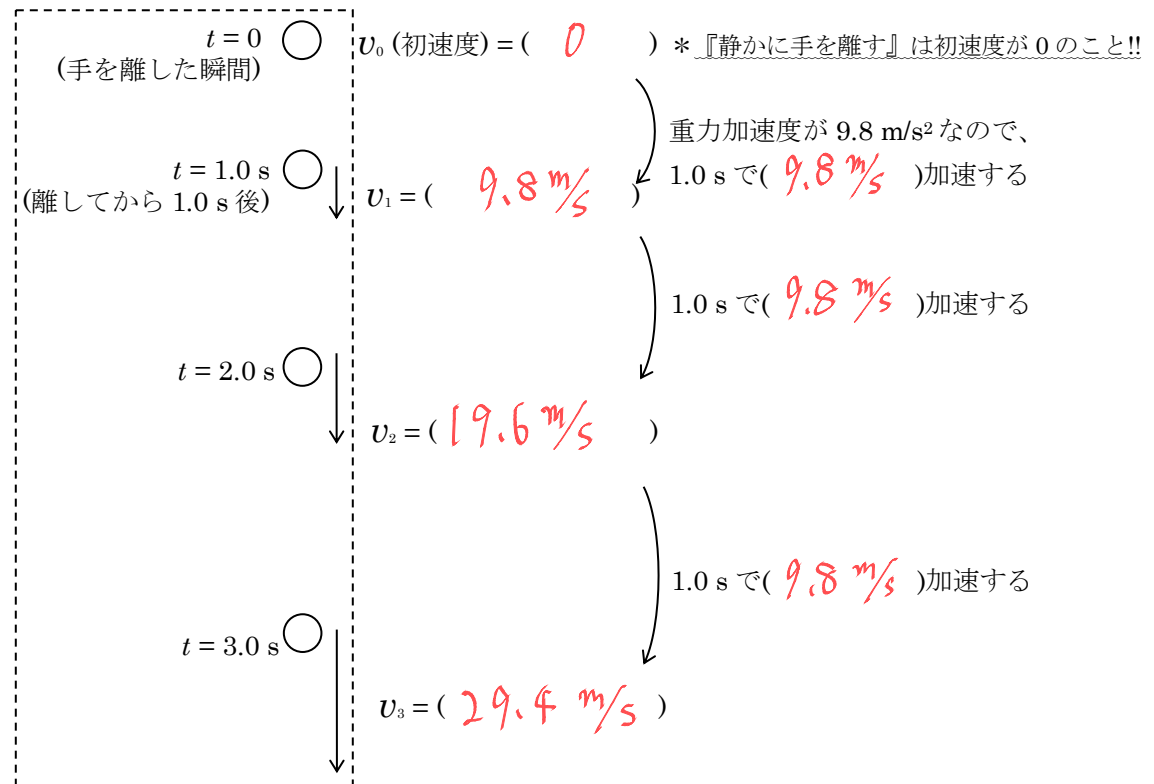 t = 0
(手を離した瞬間)
v₀ (初速度) = ( 0 ) ＊『静かに手を離す』は初速度が 0 のこと!!
重力加速度が 9.8 m/s² なので、
1.0 s で( 9.8 m/s )加速する
t = 1.0 s
(離してから 1.0 s 後)
v₁ = ( 9.8 m/s )
1.0 s で( 9.8 m/s )加速する
t = 2.0 s
v₂ = ( 19.6 m/s )
1.0 s で( 9.8 m/s )加速する
t = 3.0 s
v₃ = ( 29.4 m/s )